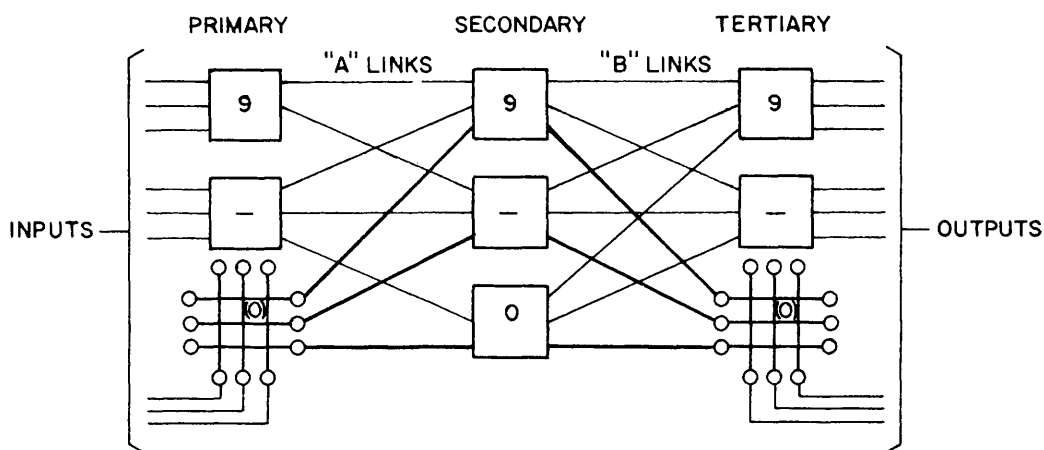 PRIMARY SECONDARY TERTIARY
"A" LINKS "B" LINKS
9 9 9
INPUTS — — — OUTPUTS
(0) 0 (0)